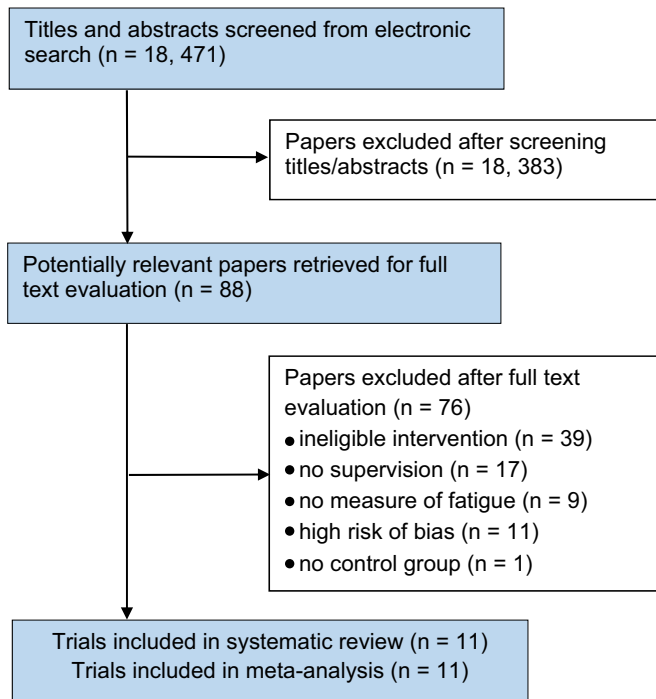 Titles and abstracts screened from electronic
search (n = 18, 471)
Papers excluded after screening
titles/abstracts (n = 18, 383)
Potentially relevant papers retrieved for full
text evaluation (n = 88)
Papers excluded after full text
evaluation (n = 76)
• ineligible intervention (n = 39)
• no supervision (n = 17)
• no measure of fatigue (n = 9)
• high risk of bias (n = 11)
• no control group (n = 1)
Trials included in systematic review (n = 11)
Trials included in meta-analysis (n = 11)